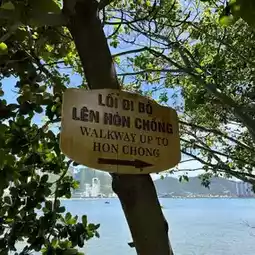 LỐI ĐI BỘ
LÊN HÒN CHỒNG
WALKWAY UP TO
HON CHONG